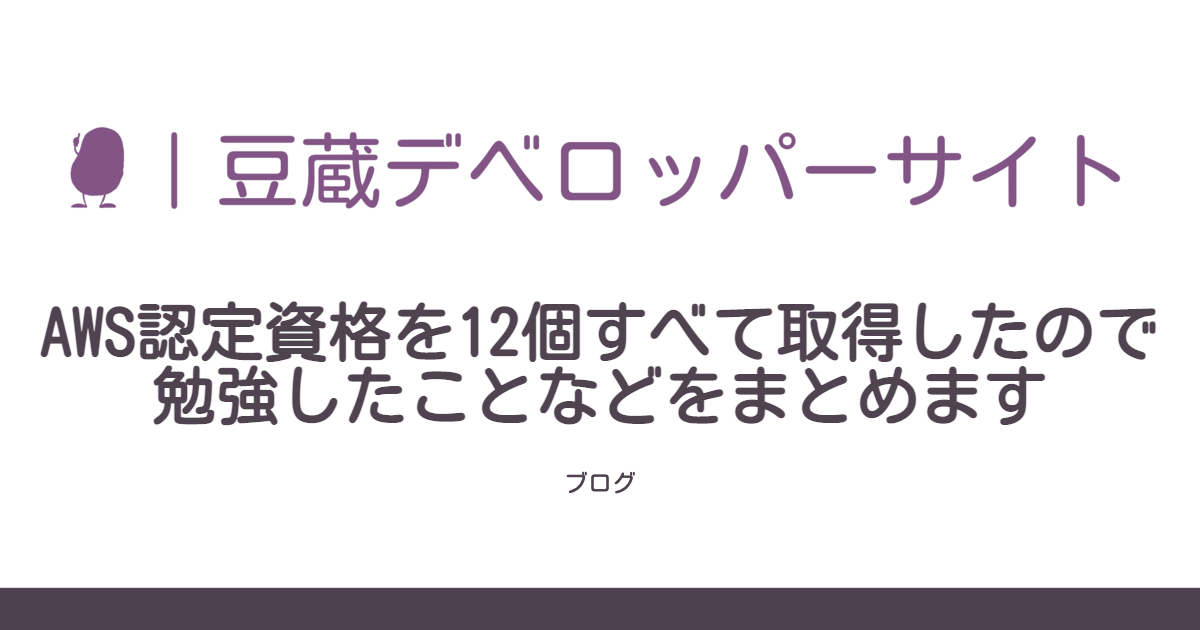 ｜豆蔵デベロッパーサイト
AWS認定資格を12個すべて取得したので
勉強したことなどをまとめます
ブログ